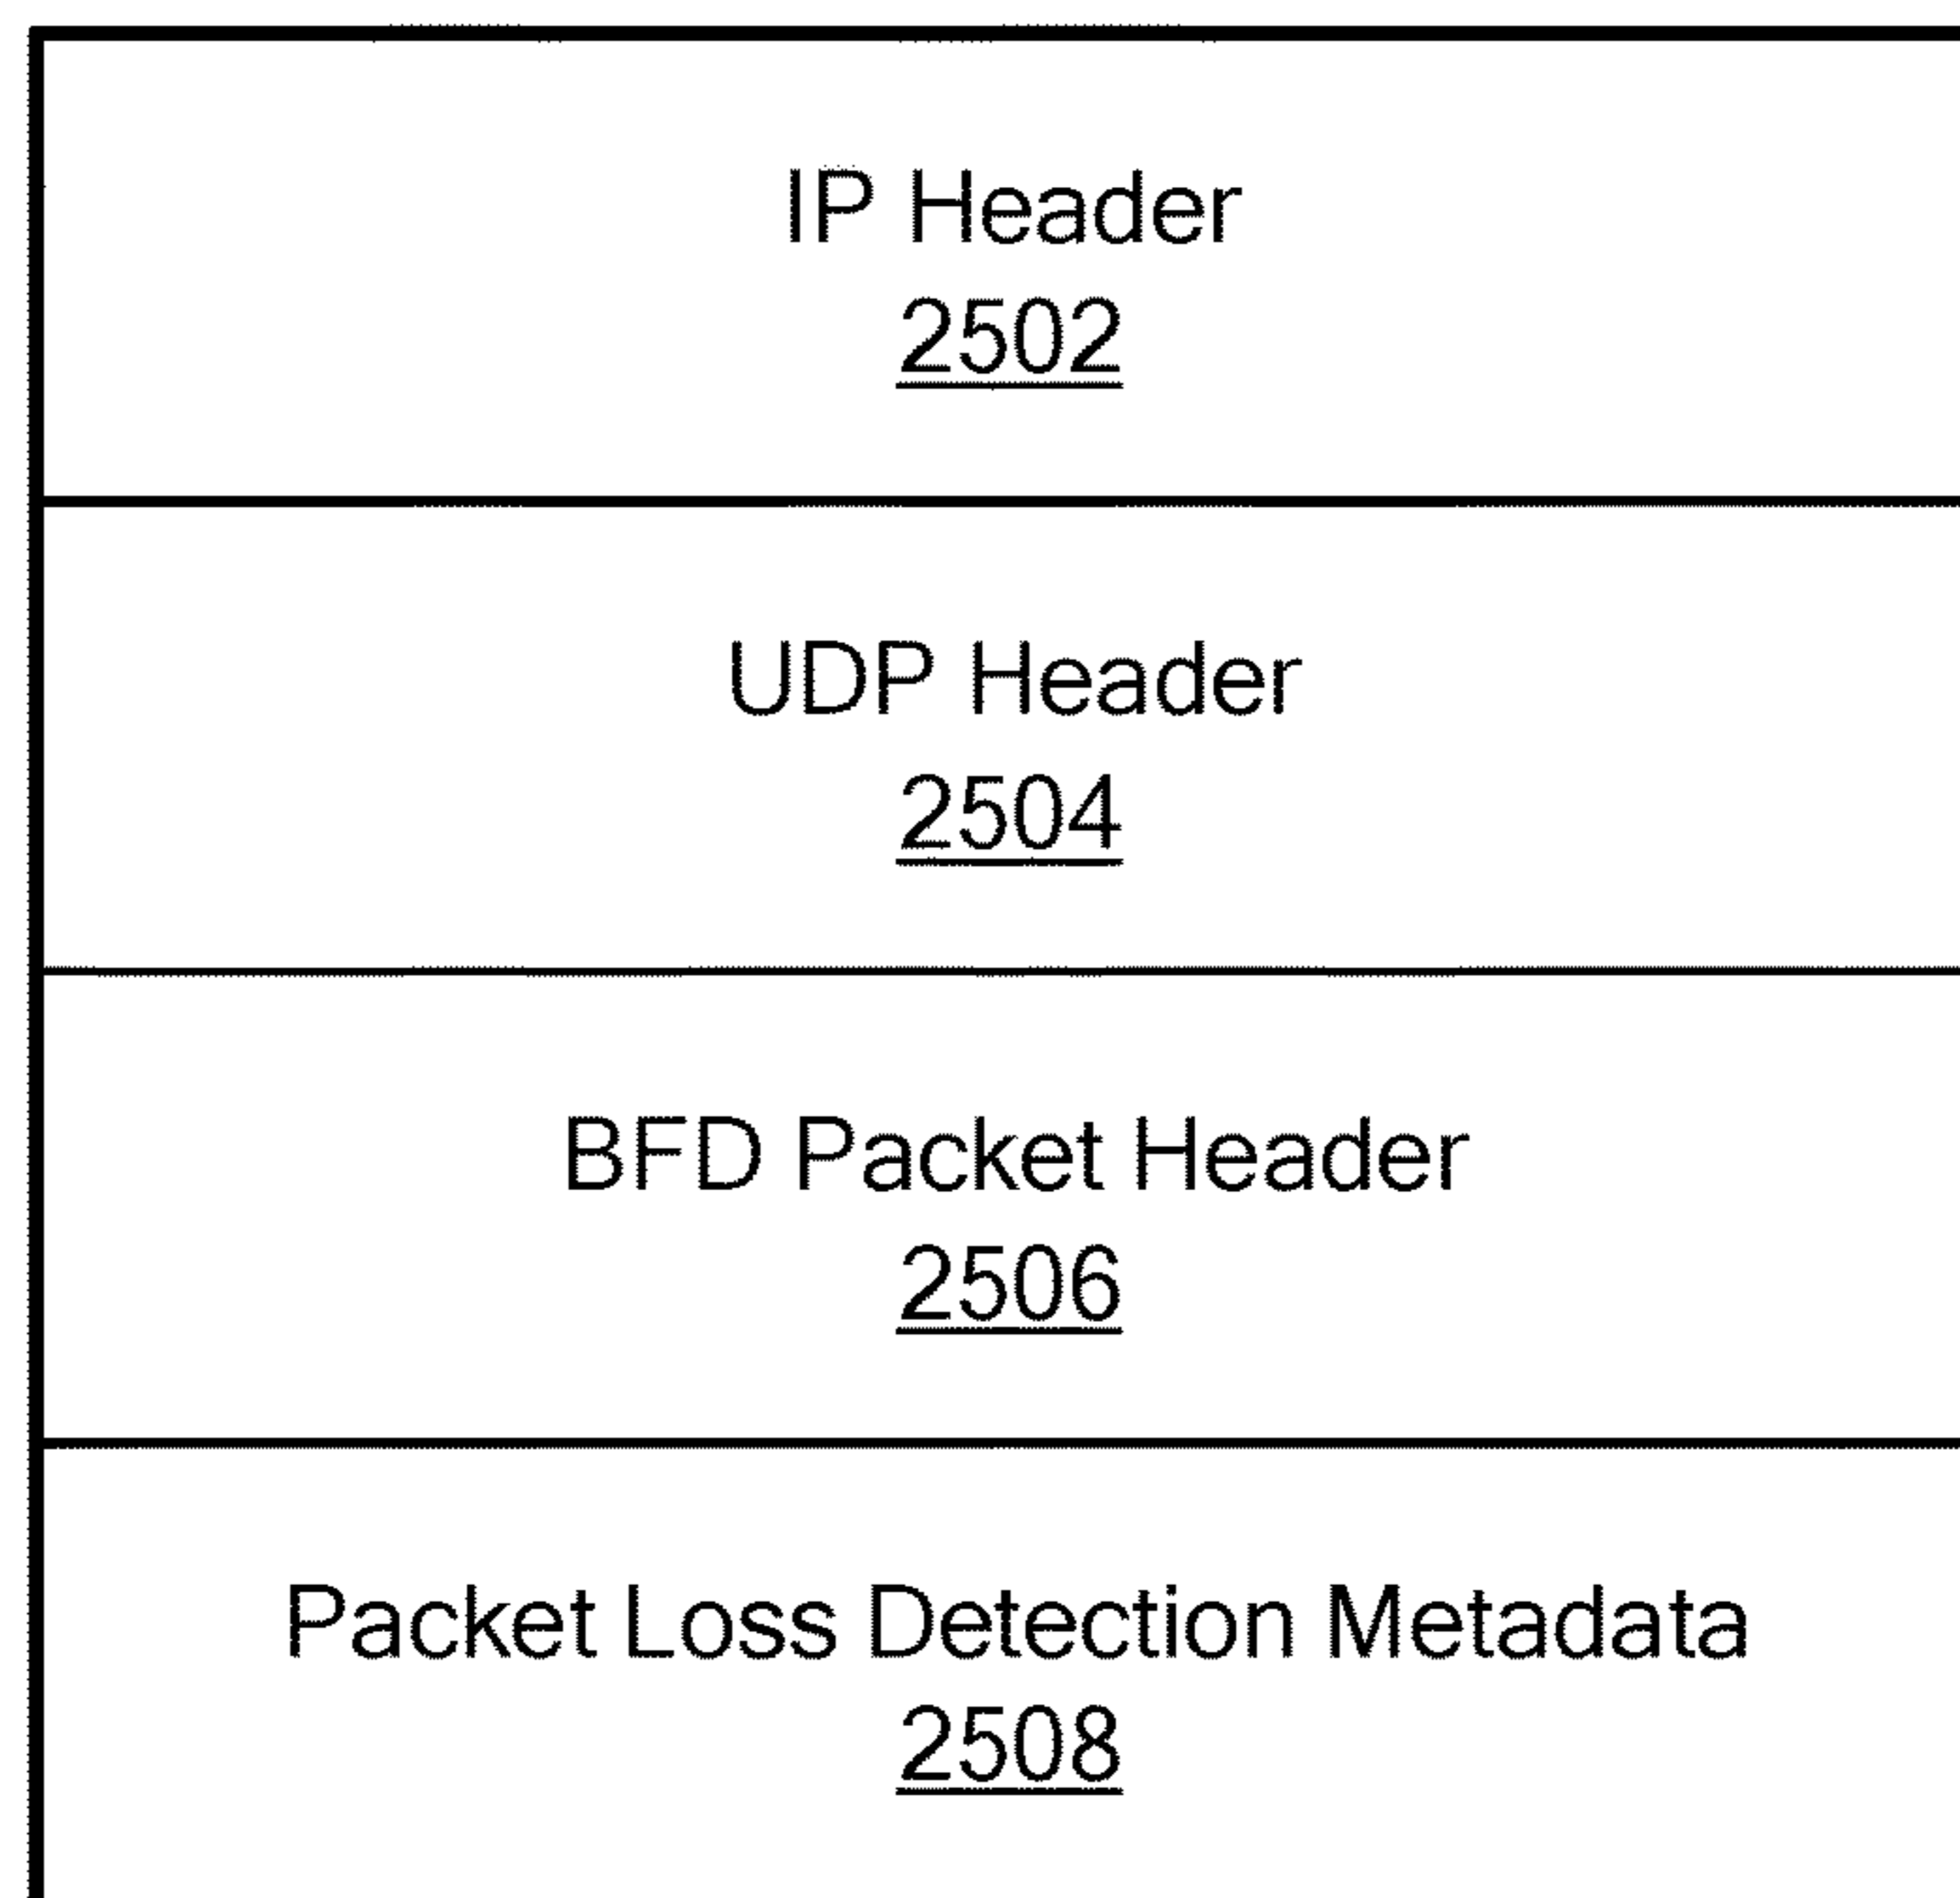 IP Header
2502
UDP Header
2504
BFD Packet Header
2506
Packet Loss Detection Metadata
2508